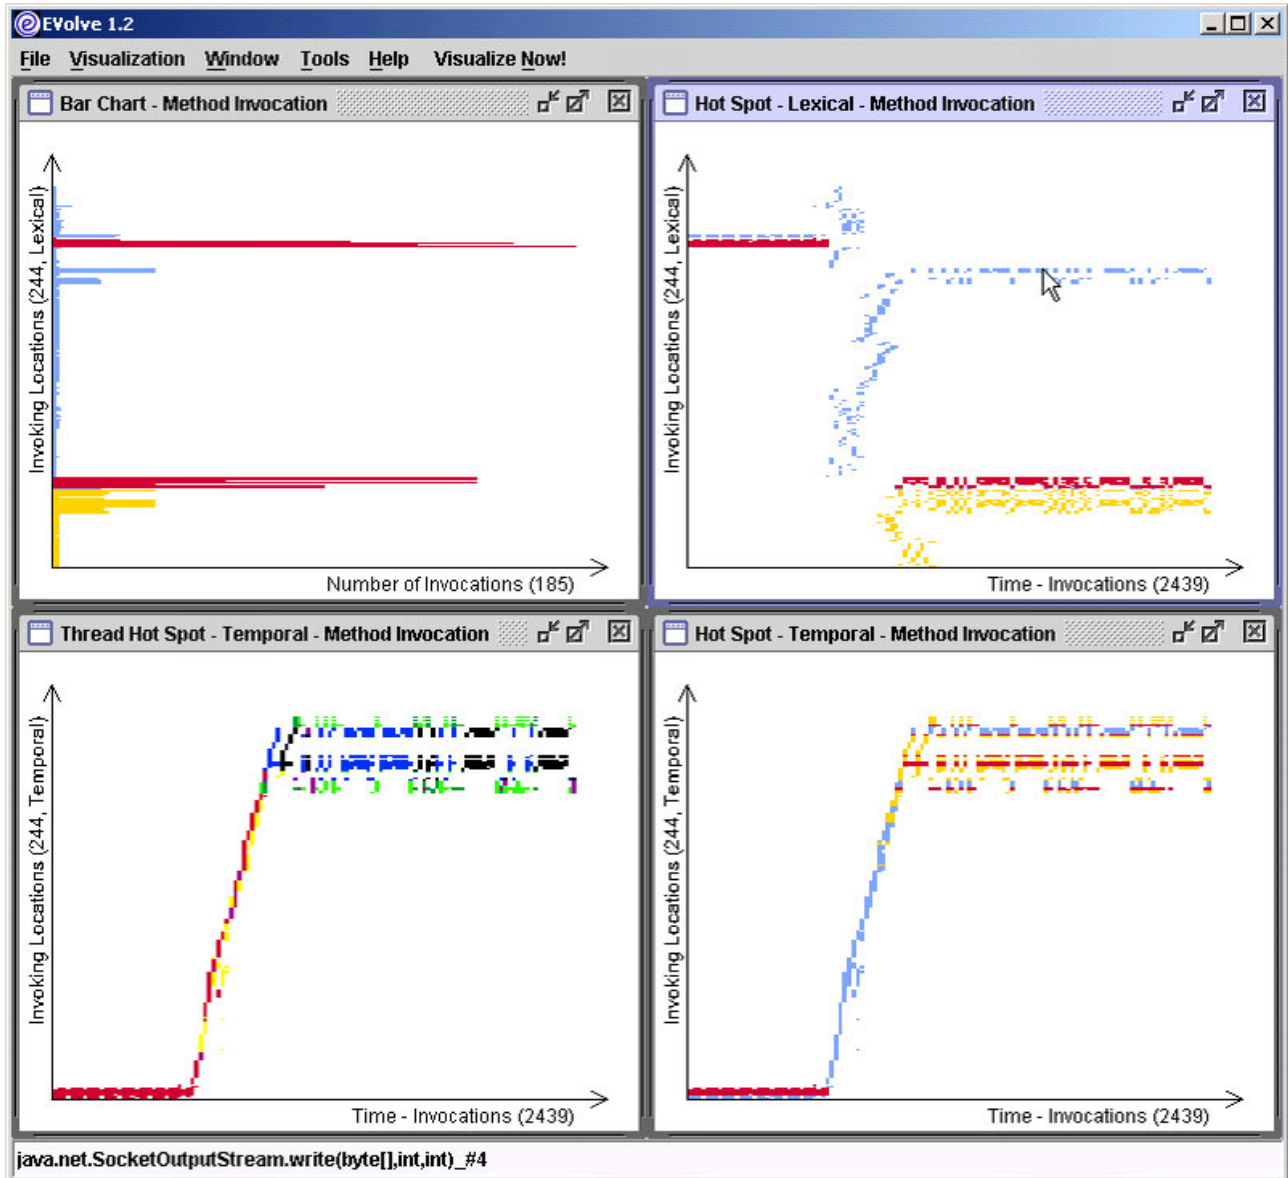 EVolve 1.2
File Visualization Window Tools Help Visualize Now!
Bar Chart - Method Invocation
Invoking Locations (244, Lexical)
Number of Invocations (185)
Hot Spot - Lexical - Method Invocation
Invoking Locations (244, Lexical)
Time - Invocations (2439)
Thread Hot Spot - Temporal - Method Invocation
Invoking Locations (244, Temporal)
Time - Invocations (2439)
Hot Spot - Temporal - Method Invocation
Invoking Locations (244, Temporal)
Time - Invocations (2439)
java.net.SocketOutputStream.write(byte[],int,int)_#4